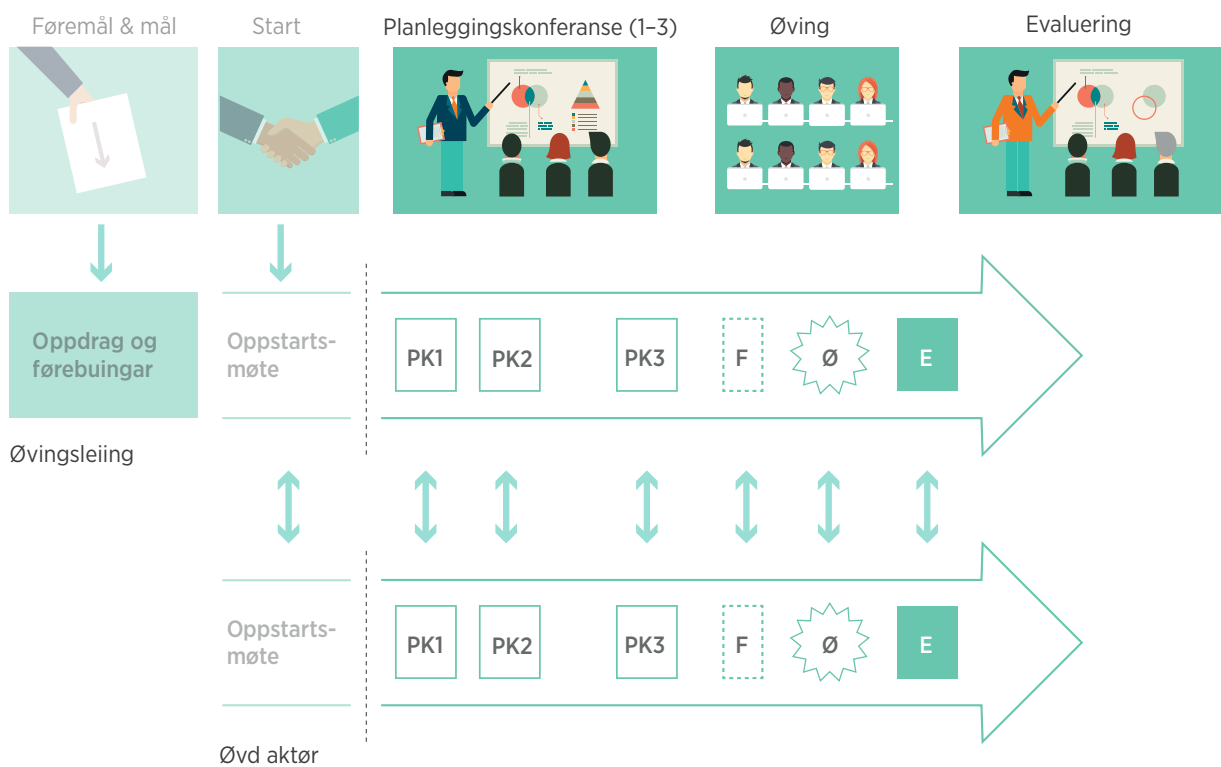 Føremål & mål
Start
Planleggingskonferanse (1–3)
Øving
Evaluering
Oppdrag og
førebuingar
Oppstarts-
møte
PK1
PK2
PK3
F
Ø
E
Øvingsleiing
Oppstarts-
møte
PK1
PK2
PK3
F
Ø
E
Øvd aktør